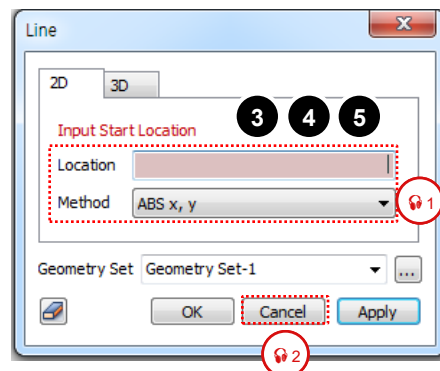 Line
2D 3D
3 4 5
Input Start Location
Location
Method ABS x, y
1
Geometry Set Geometry Set-1 ...
OK Cancel Apply
2